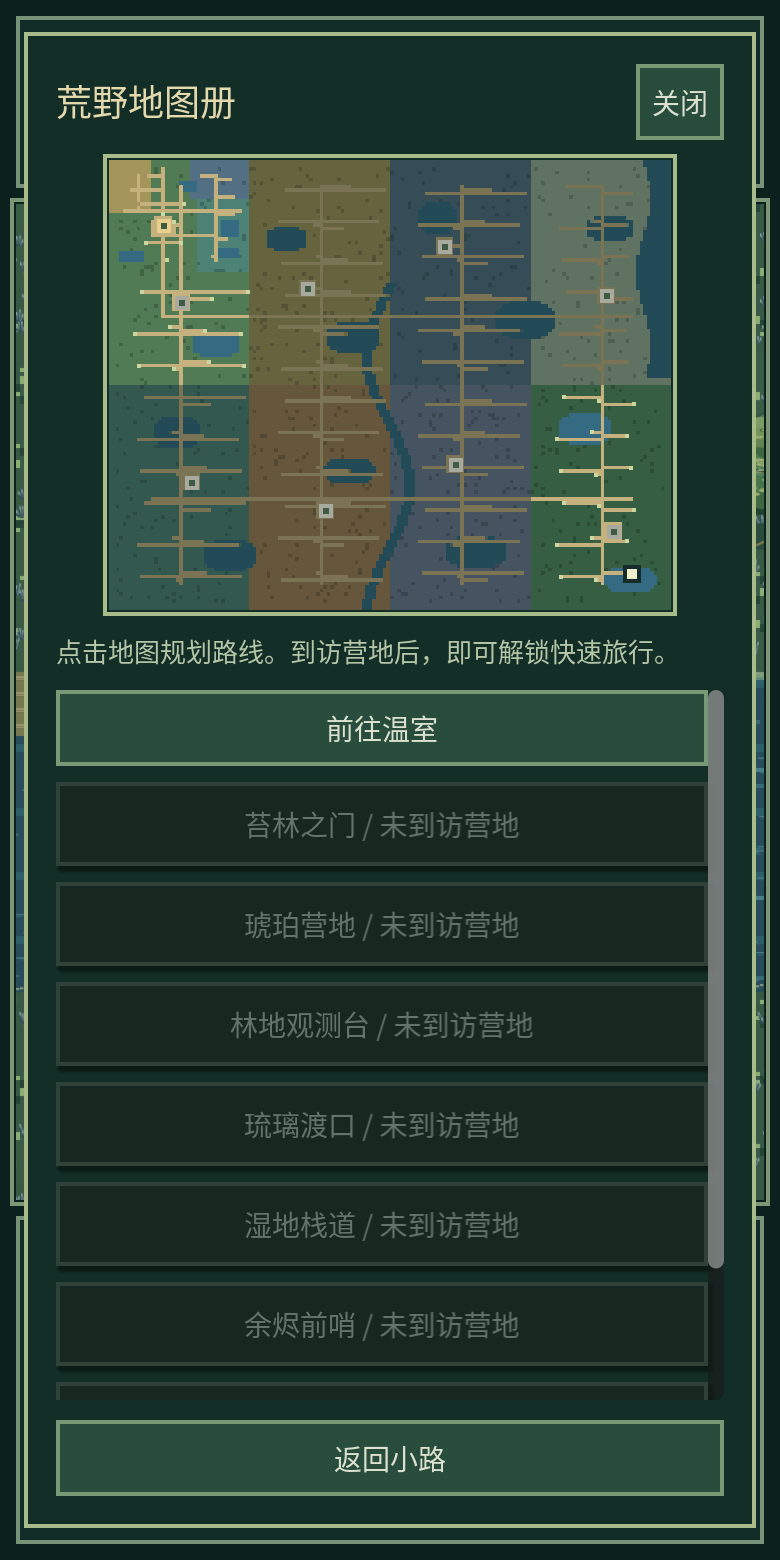 荒野地图册
关闭
点击地图规划路线。到访营地后，即可解锁快速旅行。
前往温室
苔林之门 / 未到访营地
琥珀营地 / 未到访营地
林地观测台 / 未到访营地
琉璃渡口 / 未到访营地
湿地栈道 / 未到访营地
余烬前哨 / 未到访营地
返回小路